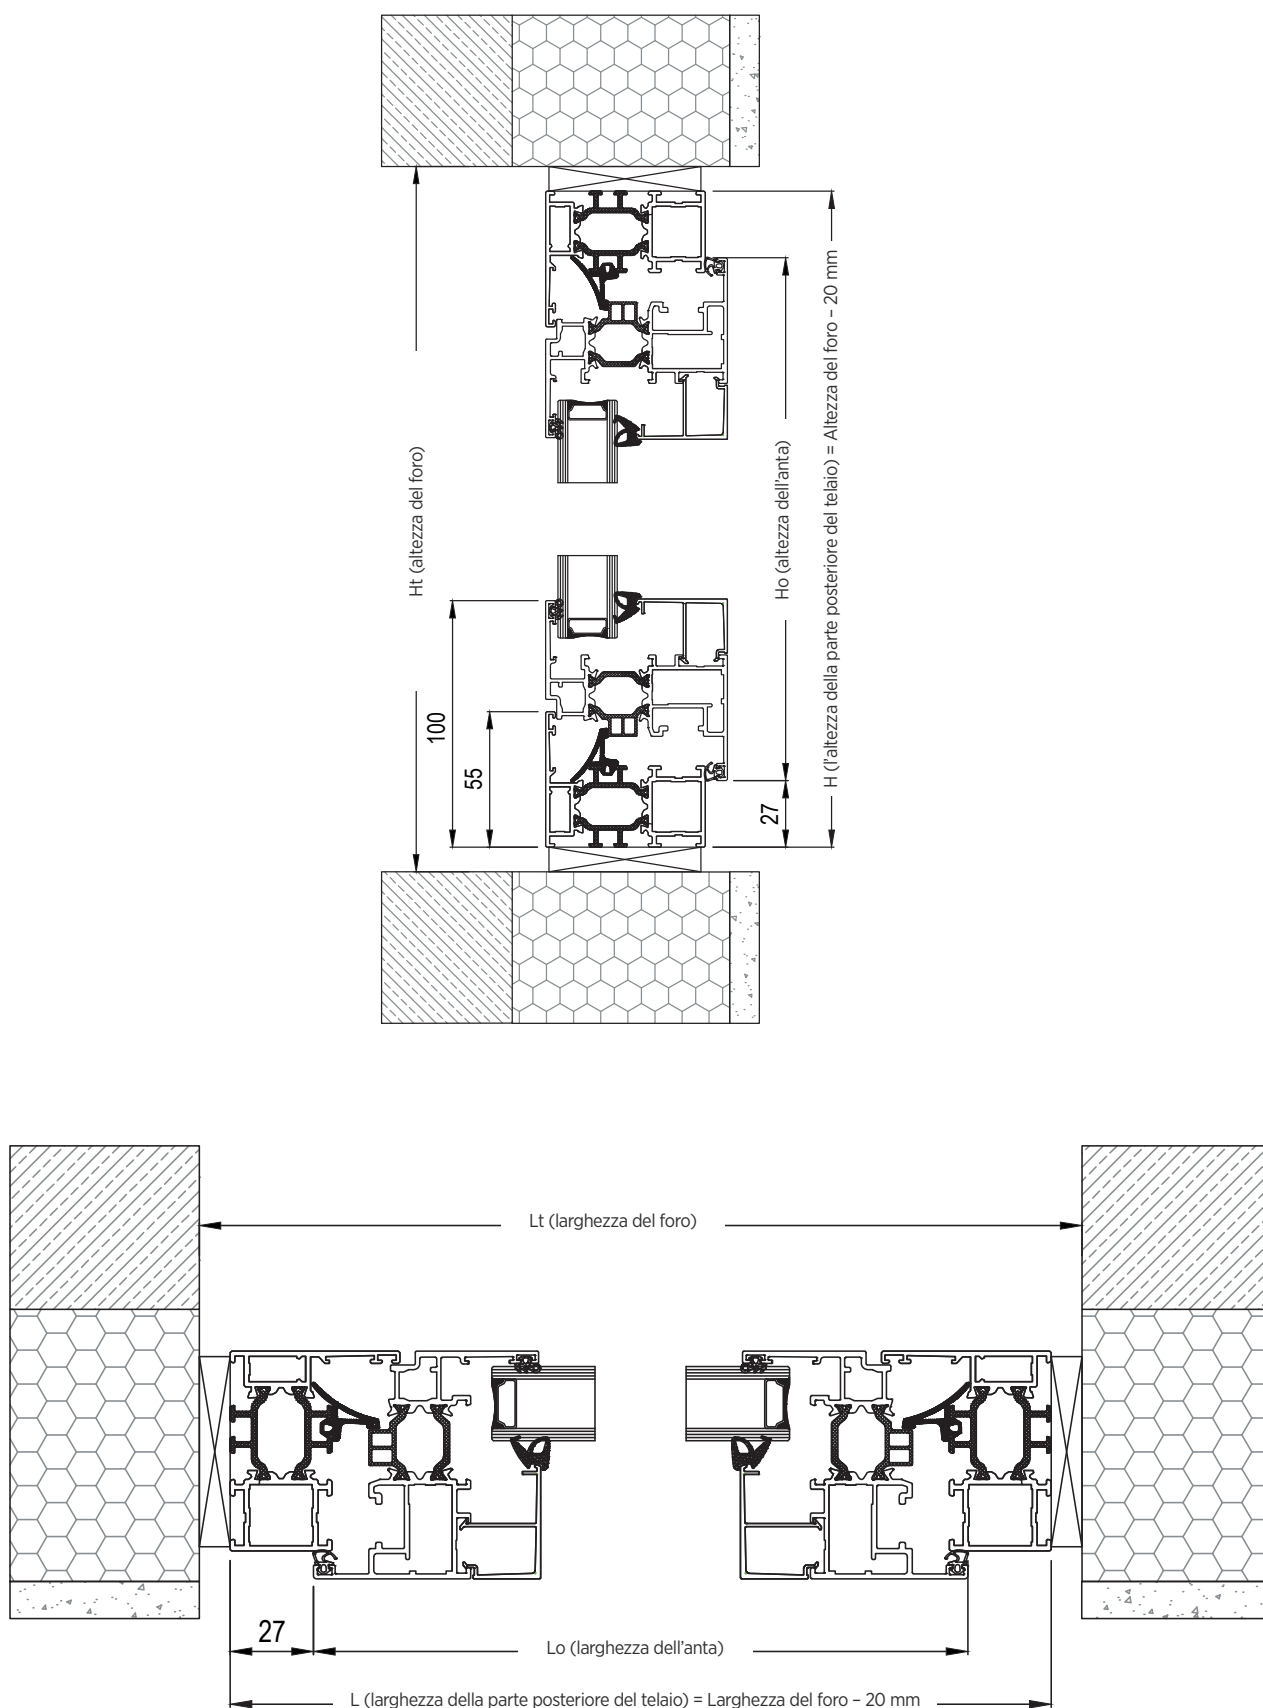 Ht (altezza del foro)
Ho (altezza dell'anta)
H (l'altezza della parte posteriore del telaio) = Altezza del foro – 20 mm
100
55
27
Lt (larghezza del foro)
27
Lo (larghezza dell'anta)
L (larghezza della parte posteriore del telaio) = Larghezza del foro – 20 mm